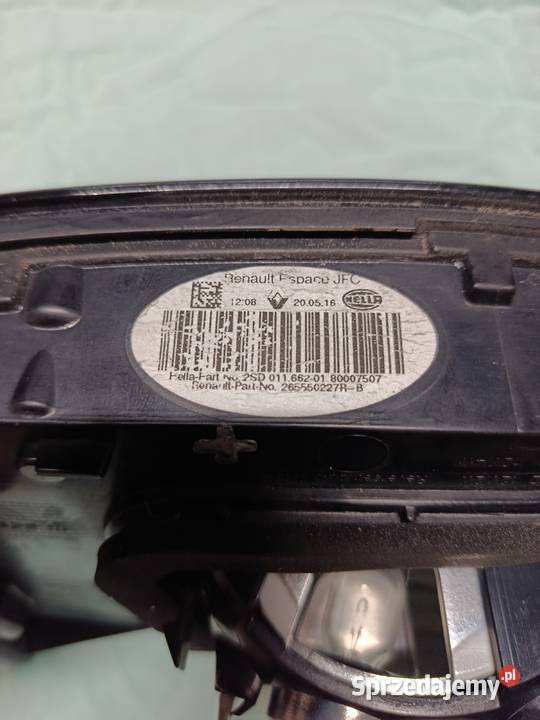 Renault Espace JFC
12:08 20.05.16 HELLA
Hella-Part No. 2SD 011.662-01 80007507
Renault-Part-No. 265550227R--B
Sprzedajemy.pl